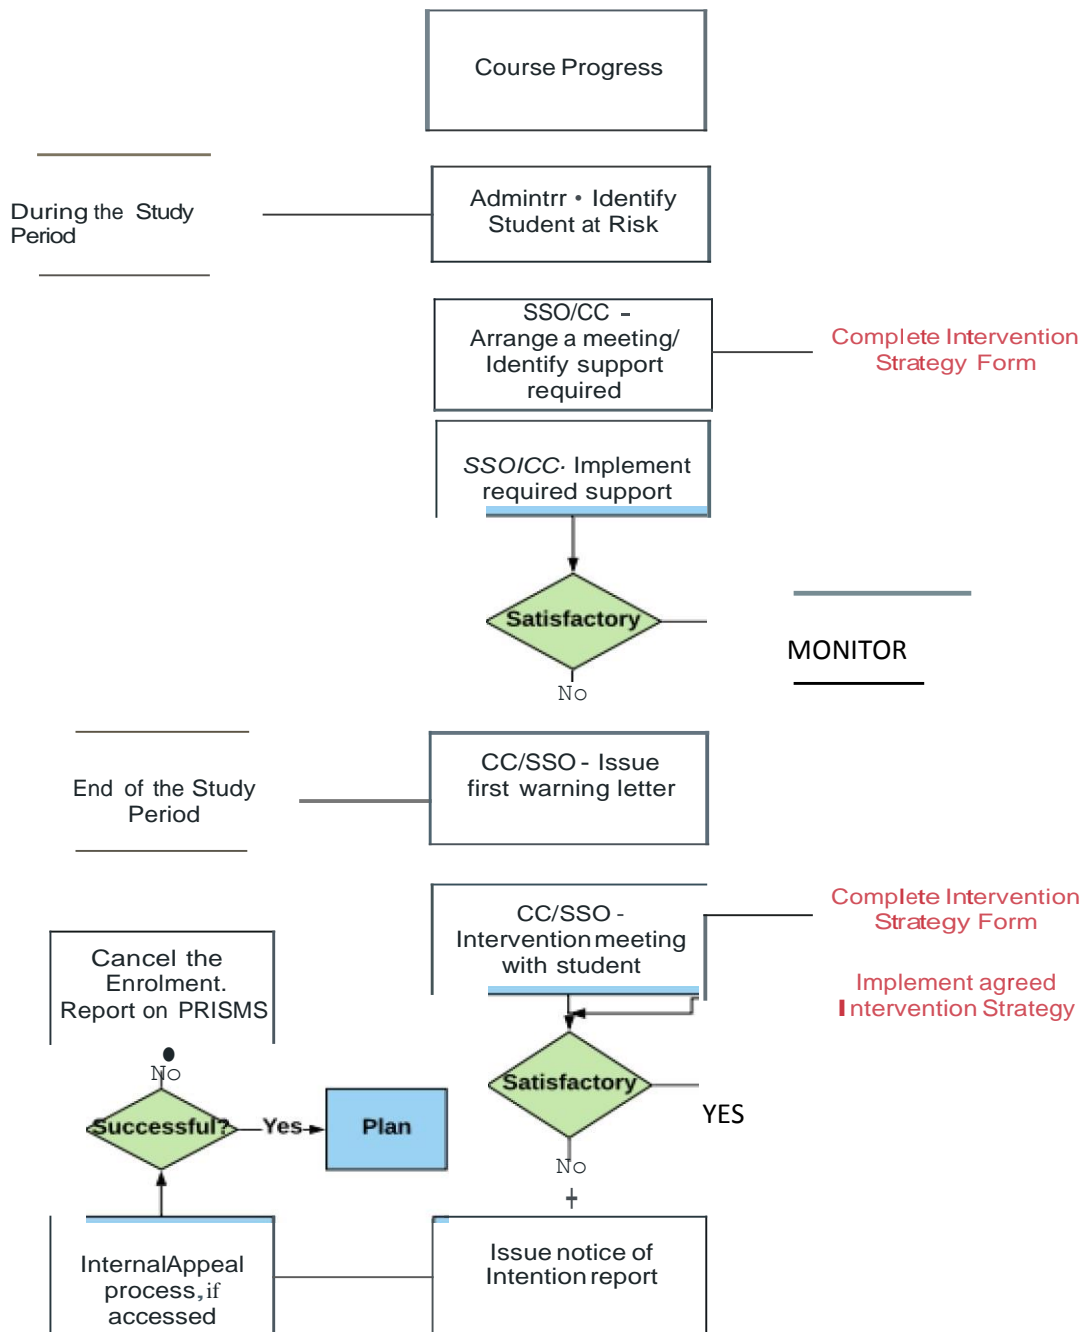 Course Progress
During the Study
Period
Admintrr • Identify
Student at Risk
SSO/CC -
Arrange a meeting/
Identify support
required
Complete Intervention
Strategy Form
SSOICC· Implement
required support
Satisfactory
MONITOR
No
End of the Study
Period
CC/SSO - Issue
first warning letter
CC/SSO -
Intervention meeting
with student
Complete Intervention
Strategy Form
Implement agreed
Intervention Strategy
Cancel the
Enrolment.
Report on PRISMS
No
Satisfactory
YES
Successful?
Yes
Plan
No
InternalAppeal
process, if
accessed
Issue notice of
Intention report